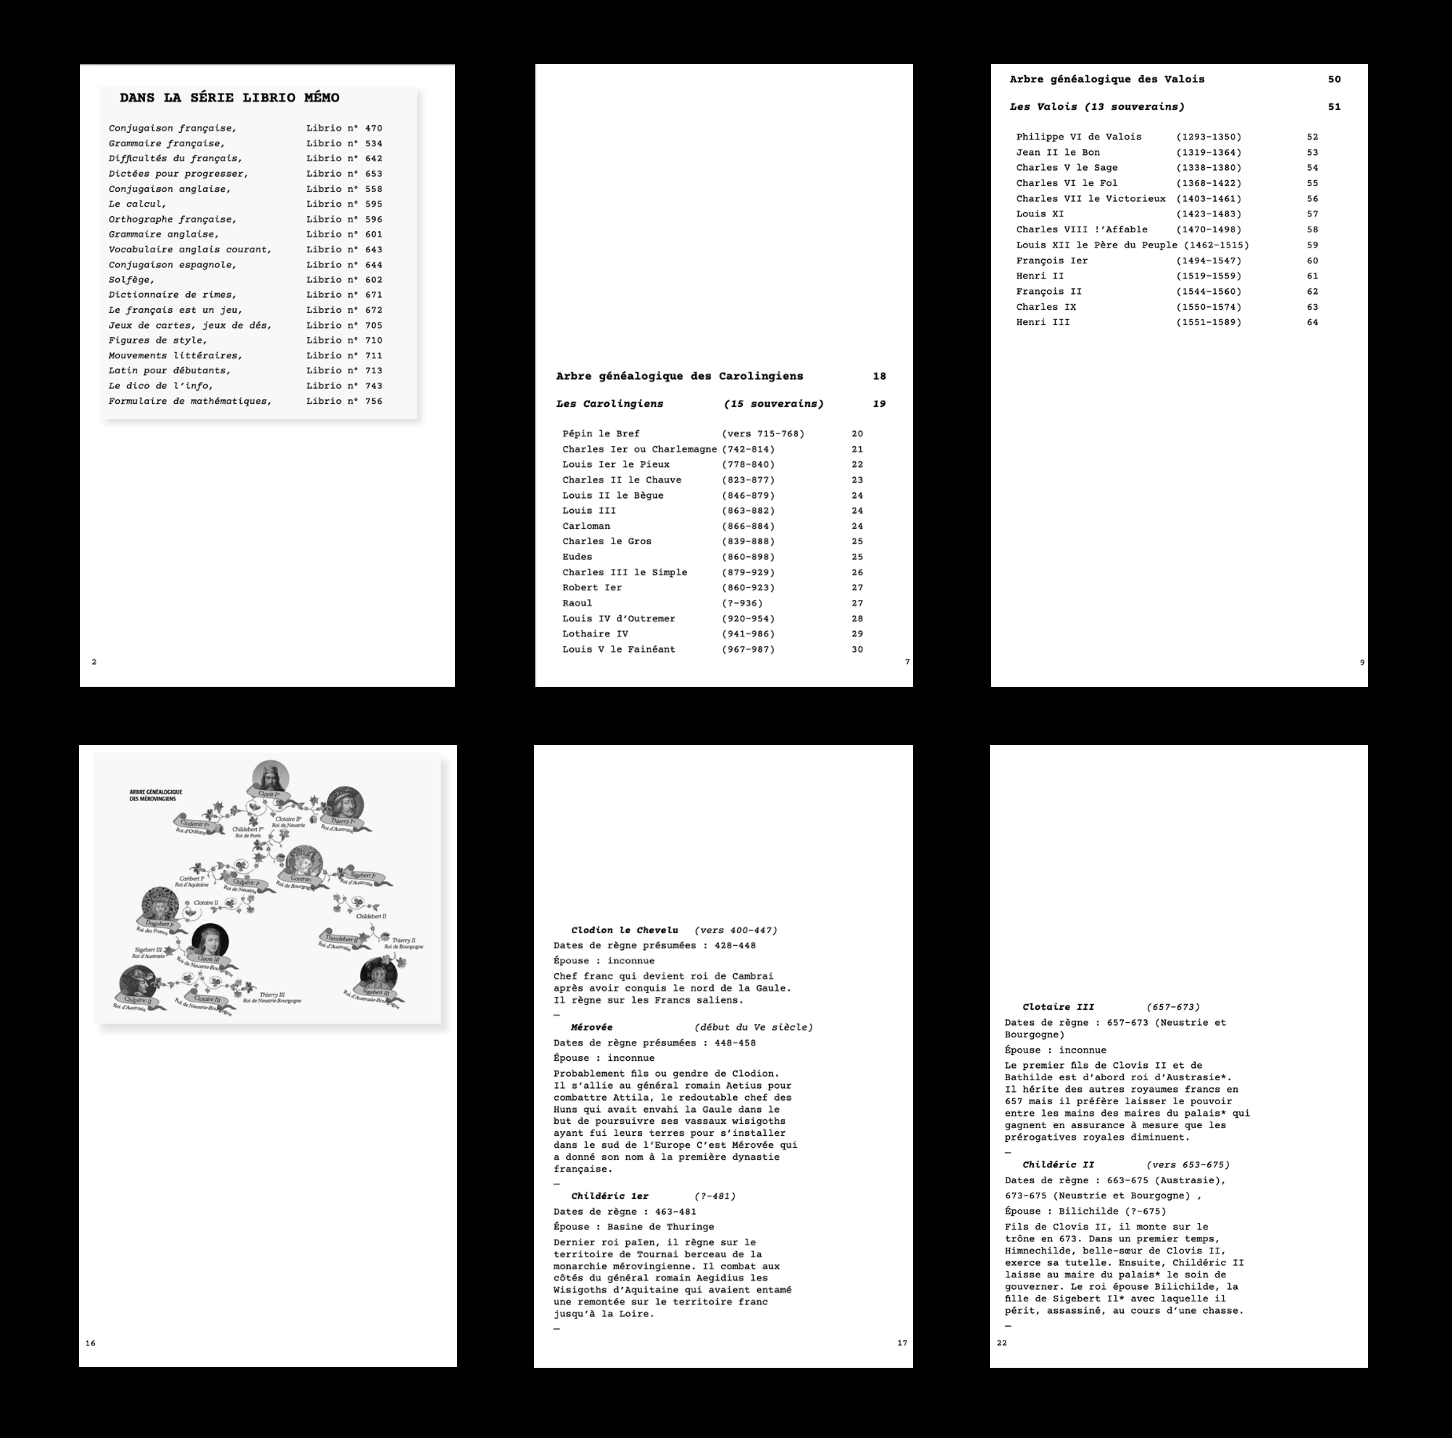 DANS LA SÉRIE LIBRIO MÉMO
Conjugaison française, Librio n° 470
Grammaire française, Librio n° 534
Difficultés du français, Librio n° 642
Dictées pour progresser, Librio n° 653
Conjugaison anglaise, Librio n° 558
Le calcul, Librio n° 595
Orthographe française, Librio n° 596
Grammaire anglaise, Librio n° 601
Vocabulaire anglais courant, Librio n° 643
Conjugaison espagnole, Librio n° 644
Solfège, Librio n° 602
Dictionnaire de rimes, Librio n° 671
Le français est un jeu, Librio n° 672
Jeux de cartes, jeux de dés, Librio n° 705
Figures de style, Librio n° 710
Mouvements littéraires, Librio n° 711
Latin pour débutants, Librio n° 713
Le dico de l'info, Librio n° 743
Formulaire de mathématiques, Librio n° 756
2
Arbre généalogique des Carolingiens 18
Les Carolingiens (15 souverains) 19
Pépin le Bref (vers 715-768) 20
Charles Ier ou Charlemagne (742-814) 21
Louis Ier le Pieux (778-840) 22
Charles II le Chauve (823-877) 23
Louis II le Bègue (846-879) 24
Louis III (863-882) 24
Carloman (866-884) 24
Charles le Gros (839-888) 25
Eudes (860-898) 25
Charles III le Simple (879-929) 26
Robert Ier (860-923) 27
Raoul (?-936) 27
Louis IV d'Outremer (920-954) 28
Lothaire IV (941-986) 29
Louis V le Fainéant (967-987) 30
7
Arbre généalogique des Valois 50
Les Valois (13 souverains) 51
Philippe VI de Valois (1293-1350) 52
Jean II le Bon (1319-1364) 53
Charles V le Sage (1338-1380) 54
Charles VI le Fol (1368-1422) 55
Charles VII le Victorieux (1403-1461) 56
Louis XI (1423-1483) 57
Charles VIII !'Affable (1470-1498) 58
Louis XII le Père du Peuple (1462-1515) 59
François Ier (1494-1547) 60
Henri II (1519-1559) 61
François II (1544-1560) 62
Charles IX (1550-1574) 63
Henri III (1551-1589) 64
9
ARBRE GÉNÉALOGIQUE
DES MÉROVINGIENS
Clovis Ier
Clodomir Ier
Roi d'Orléans
Childebert Ier
Roi de Paris
Clotaire IIe
Roi de Neustrie
Thierry Ier
Roi d'Austrasie
Caribert Ier
Roi d'Aquitaine
Chilpéric Ier
Roi de Neustrie
Gontran
Roi de Bourgogne
Sigebert Ier
Roi d'Austrasie
Dagobert Ier
Roi des Francs
Clotaire II
Childebert II
Sigebert III
Roi d'Austrasie
Clovis III
Roi de Neustrie-Bourgogne
Theodebert II
Roi d'Austrasie
Thierry II
Roi de Bourgogne
Chilpéric II
Roi d'Austrasie
Clotaire III
Roi de Neustrie-Bourgogne
Thierry III
Roi de Neustrie-Bourgogne
Sigebert II
Roi d'Austrasie-Bourgogne
16
Clodion le Chevelu (vers 400-447)
Dates de règne présumées : 428-448
Épouse : inconnue
Chef franc qui devient roi de Cambrai
après avoir conquis le nord de la Gaule.
Il règne sur les Francs saliens.
—
Mérovée (début du Ve siècle)
Dates de règne présumées : 448-458
Épouse : inconnue
Probablement fils ou gendre de Clodion.
Il s'allie au général romain Aetius pour
combattre Attila, le redoutable chef des
Huns qui avait envahi la Gaule dans le
but de poursuivre ses vassaux wisigoths
ayant fui leurs terres pour s'installer
dans le sud de l'Europe C'est Mérovée qui
a donné son nom à la première dynastie
française.
—
Childéric 1er (?-481)
Dates de règne : 463-481
Épouse : Basine de Thuringe
Dernier roi païen, il règne sur le
territoire de Tournai berceau de la
monarchie mérovingienne. Il combat aux
côtés du général romain Aegidius les
Wisigoths d'Aquitaine qui avaient entamé
une remontée sur le territoire franc
jusqu'à la Loire.
—
17
Clotaire III (657-673)
Dates de règne : 657-673 (Neustrie et
Bourgogne)
Épouse : inconnue
Le premier fils de Clovis II et de
Bathilde est d'abord roi d'Austrasie*.
Il hérite des autres royaumes francs en
657 mais il préfère laisser le pouvoir
entre les mains des maires du palais* qui
gagnent en assurance à mesure que les
prérogatives royales diminuent.
—
Childéric II (vers 653-675)
Dates de règne : 663-675 (Austrasie),
673-675 (Neustrie et Bourgogne) ,
Épouse : Bilichilde (?-675)
Fils de Clovis II, il monte sur le
trône en 673. Dans un premier temps,
Himnechilde, belle-sœur de Clovis II,
exerce sa tutelle. Ensuite, Childéric II
laisse au maire du palais* le soin de
gouverner. Le roi épouse Bilichilde, la
fille de Sigebert Il* avec laquelle il
périt, assassiné, au cours d'une chasse.
—
22